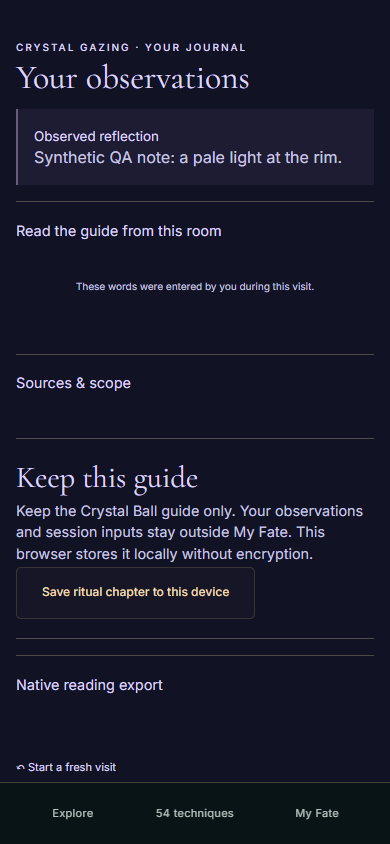 CRYSTAL GAZING · YOUR JOURNAL
Your observations
Observed reflection
Synthetic QA note: a pale light at the rim.
Read the guide from this room
These words were entered by you during this visit.
Sources & scope
Keep this guide
Keep the Crystal Ball guide only. Your observations
and session inputs stay outside My Fate. This
browser stores it locally without encryption.
Save ritual chapter to this device
Native reading export
↶ Start a fresh visit
Explore
54 techniques
My Fate